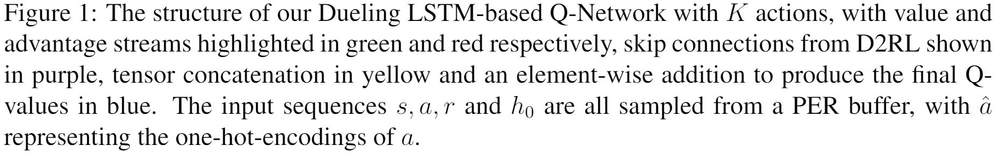 Figure 1: The structure of our Dueling LSTM-based Q-Network with K actions, with value and
advantage streams highlighted in green and red respectively, skip connections from D2RL shown
in purple, tensor concatenation in yellow and an element-wise addition to produce the final Q-
values in blue. The input sequences s, a, r and h₀ are all sampled from a PER buffer, with â
representing the one-hot-encodings of a.